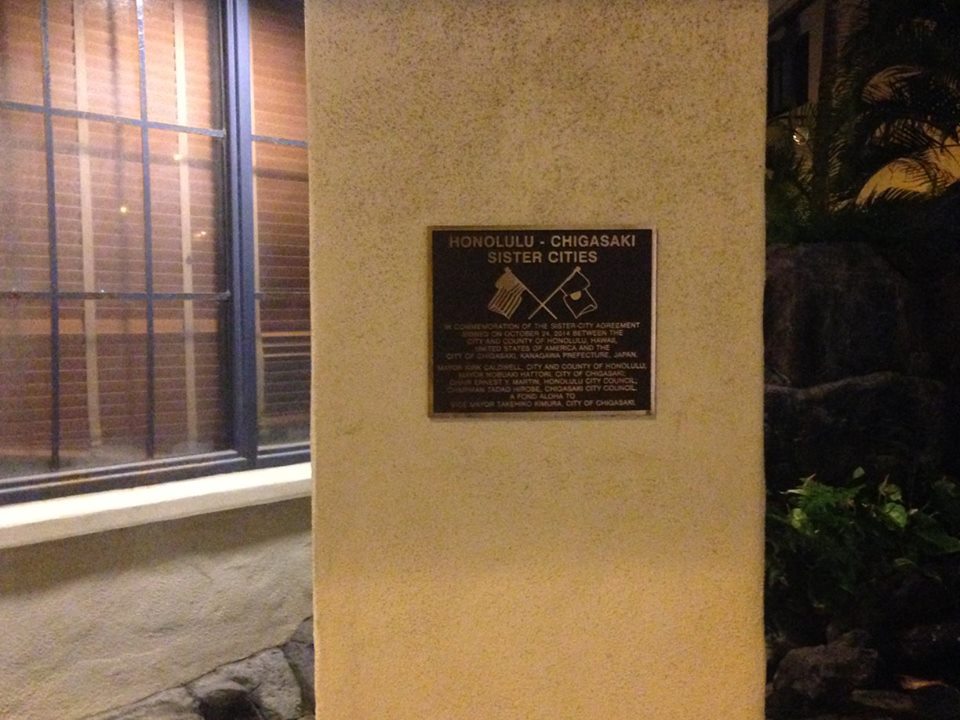 HONOLULU - CHIGASAKI
SISTER CITIES
IN COMMEMORATION OF THE SISTER-CITY AGREEMENT
SIGNED ON OCTOBER 24, 2014 BETWEEN THE
CITY AND COUNTY OF HONOLULU, HAWAII,
UNITED STATES OF AMERICA AND THE
CITY OF CHIGASAKI, KANAGAWA PREFECTURE, JAPAN.
MAYOR KIRK CALDWELL, CITY AND COUNTY OF HONOLULU;
MAYOR NOBUAKI HATTORI, CITY OF CHIGASAKI;
CHAIR ERNEST Y. MARTIN, HONOLULU CITY COUNCIL;
CHAIRMAN TADAO HIROSE, CHIGASAKI CITY COUNCIL.
A FOND ALOHA TO
VICE MAYOR TAKEHIKO KIMURA, CITY OF CHIGASAKI.